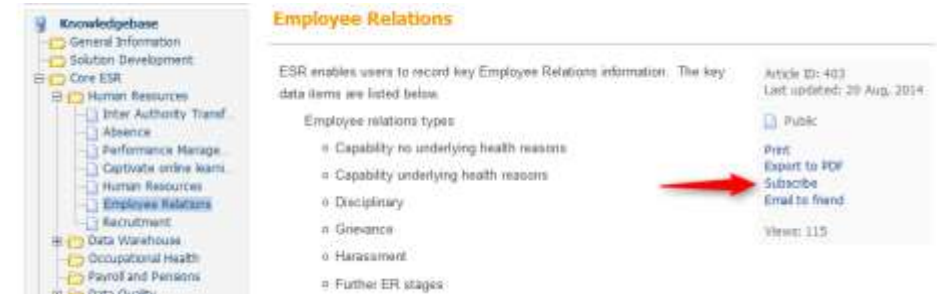 Knowledgebase
General Information
Solution Development
Core ESR
Human Resources
Inter Authority Transf...
Absence
Performance Manage...
Captivate online learni...
Human Resources
Employee Relations
Recruitment
Data Warehouse
Occupational Health
Payroll and Pensions
Data Quality
Employee Relations
ESR enables users to record key Employee Relations information. The key
data items are listed below.
Employee relations types
Capability no underlying health reasons
Capability underlying health reasons
Disciplinary
Grievance
Harassment
Further ER stages
Article ID: 403
Last updated: 20 Aug, 2014
Public
Print
Export to PDF
Subscribe
Email to friend
Views: 115